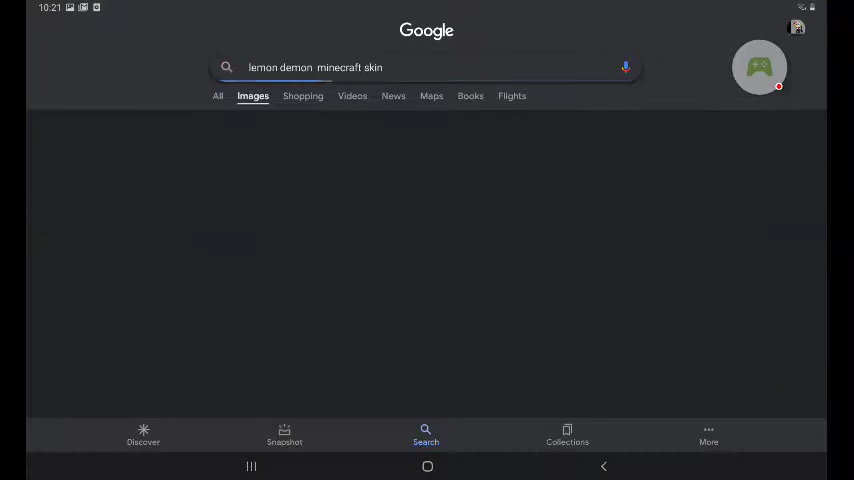 10:21
Google
lemon demon  minecraft skin
All Images Shopping Videos News Maps Books Flights
Discover Snapshot Search Collections More